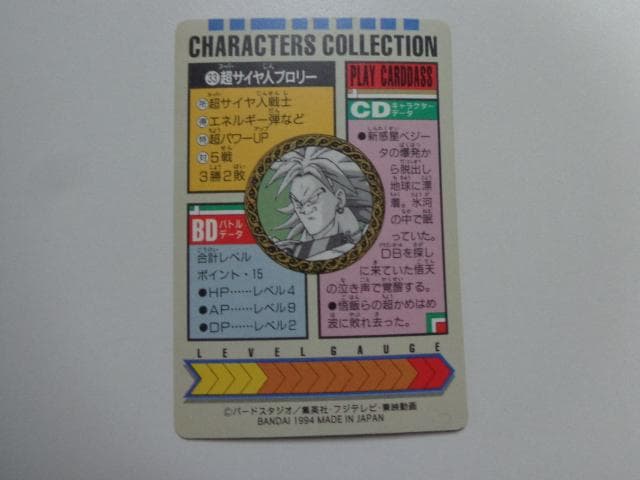 CHARACTERS COLLECTION
㉝超サイヤ人ブロリー
所超サイヤ人戦士
得エネルギー弾など
特超パワーUP
対5戦
3勝2敗
BDバトル
データ
合計レベル
ポイント・15
●HP……レベル4
●AP……レベル9
●DP……レベル2
PLAY CARDDASS
CDキャラクター
データ
●新惑星ベジー
タの爆発か
ら脱出し
地球に漂
着。氷河
の中で眠
っていた。
DBを探し
に来ていた悟天
の泣き声で覚醒する。
●悟飯らの超かめはめ
波に敗れ去った。
LEVEL GAUGE
©バードスタジオ/集英社・フジテレビ・東映動画
BANDAI 1994 MADE IN JAPAN